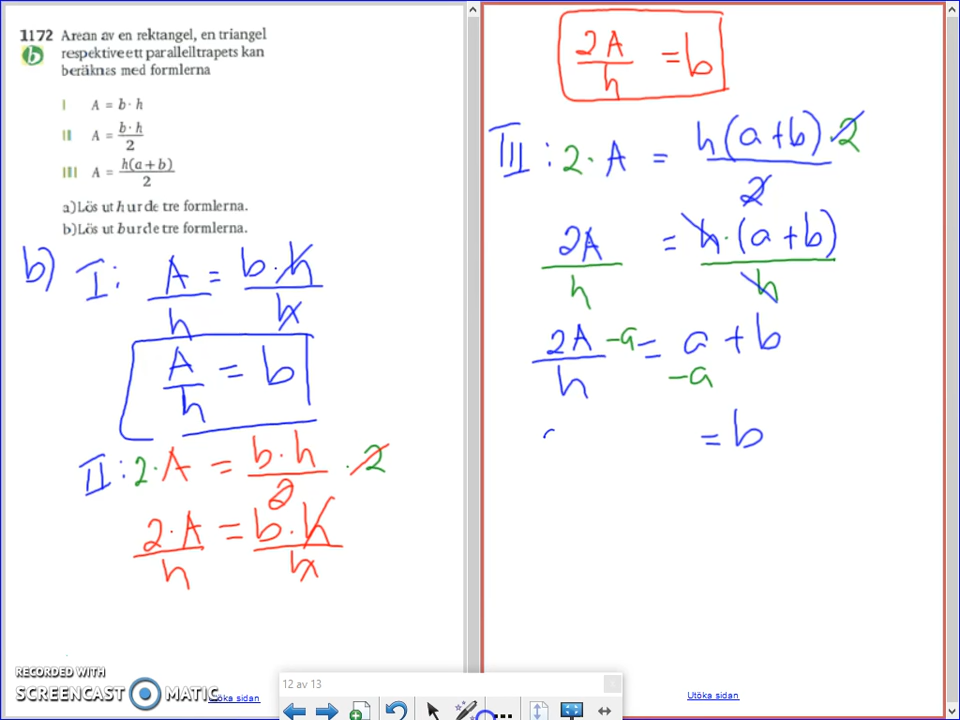 1172 Arean av en rektangel, en triangel
b respektive ett parallelltrapets kan
beräknas med formlerna
I A = b · h
II A = b · h / 2
III A = h(a + b) / 2
a) Lös ut h ur de tre formlerna.
b) Lös ut b ur de tre formlerna.
b) I: A / h = b · h / h
A / h = b
II: 2 · A = b · h / 2 · 2
2 · A / h = b · h / h
2A / h = b
III: 2 · A = h(a + b) · 2 / 2
2A / h = h · (a + b) / h
2A / h - a = a + b - a
= b
RECORDED WITH
SCREENCAST MATIC
Utöka sidan
12 av 13
Utöka sidan